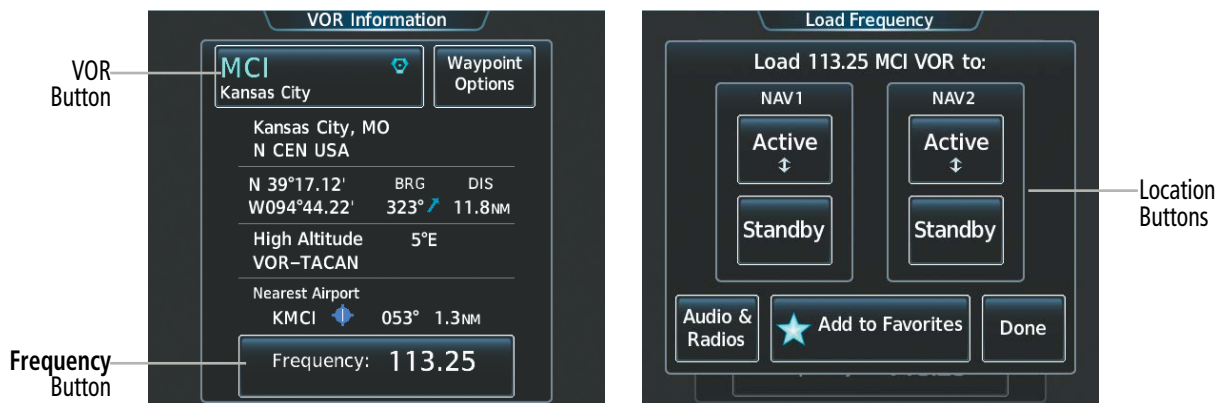 VOR Information
VOR
Button
MCI
Kansas City
Waypoint
Options
Kansas City, MO
N CEN USA
N 39°17.12' BRG DIS
W094°44.22' 323° 11.8NM
High Altitude 5°E
VOR-TACAN
Nearest Airport
KMCI 053° 1.3NM
Frequency
Button
Frequency: 113.25
Load Frequency
Load 113.25 MCI VOR to:
NAV1 NAV2
Active Active
Standby Standby
Location
Buttons
Audio &
Radios
Add to Favorites
Done